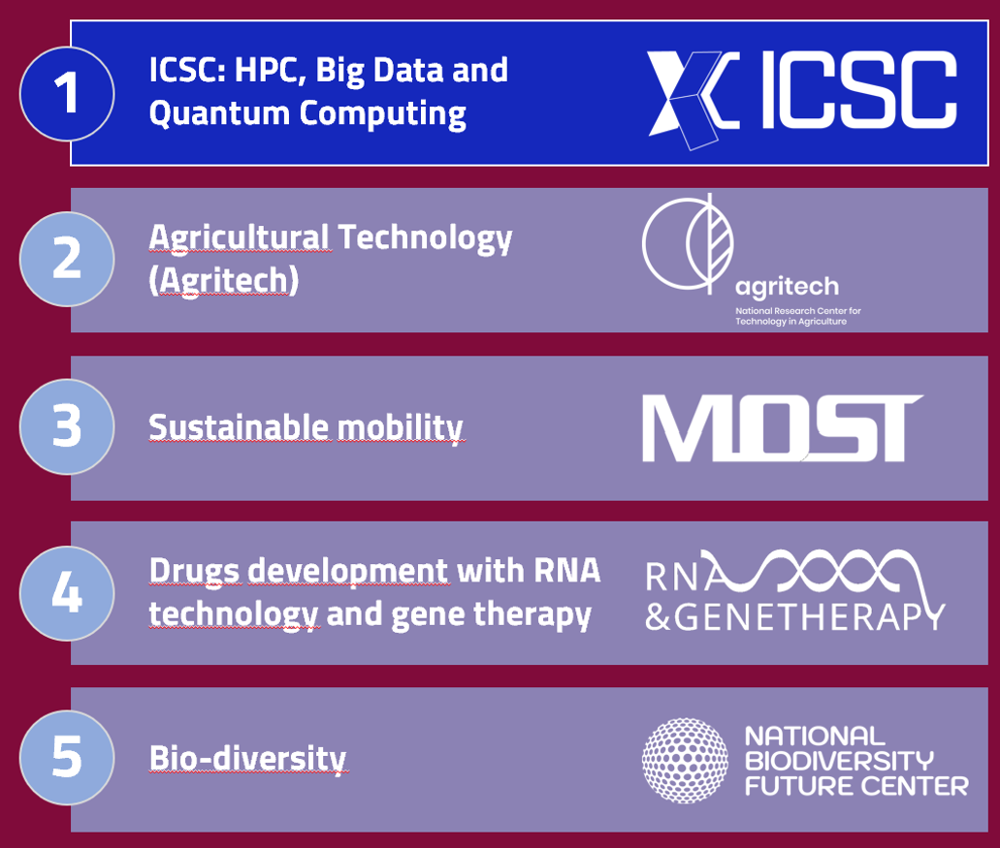 1
ICSC: HPC, Big Data and
Quantum Computing
ICSC
2
Agricultural Technology
(Agritech)
agritech
National Research Center for
Technology in Agriculture
3
Sustainable mobility
MOST
4
Drugs development with RNA
technology and gene therapy
RNA
&GENETHERAPY
5
Bio-diversity
NATIONAL
BIODIVERSITY
FUTURE CENTER